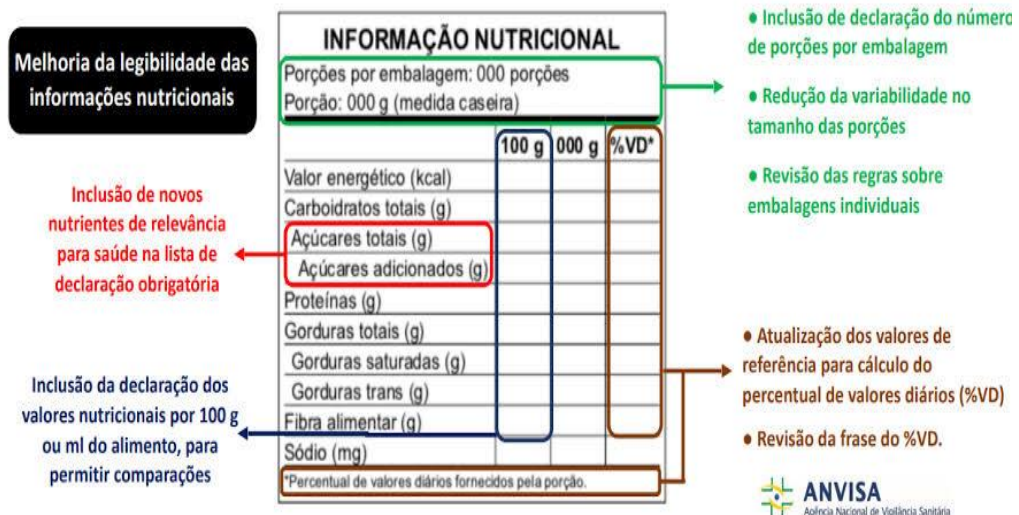 Melhoria da legibilidade das
informações nutricionais
Inclusão de novos
nutrientes de relevância
para saúde na lista de
declaração obrigatória
Inclusão da declaração dos
valores nutricionais por 100 g
ou ml do alimento, para
permitir comparações
INFORMAÇÃO NUTRICIONAL
Porções por embalagem: 000 porções
Porção: 000 g (medida caseira)
100 g 000 g %VD*
Valor energético (kcal)
Carboidratos totais (g)
Açúcares totais (g)
Açúcares adicionados (g)
Proteínas (g)
Gorduras totais (g)
Gorduras saturadas (g)
Gorduras trans (g)
Fibra alimentar (g)
Sódio (mg)
*Percentual de valores diários fornecidos pela porção.
● Inclusão de declaração do número
de porções por embalagem
● Redução da variabilidade no
tamanho das porções
● Revisão das regras sobre
embalagens individuais
● Atualização dos valores de
referência para cálculo do
percentual de valores diários (%VD)
● Revisão da frase do %VD.
ANVISA
Agência Nacional de Vigilância Sanitária